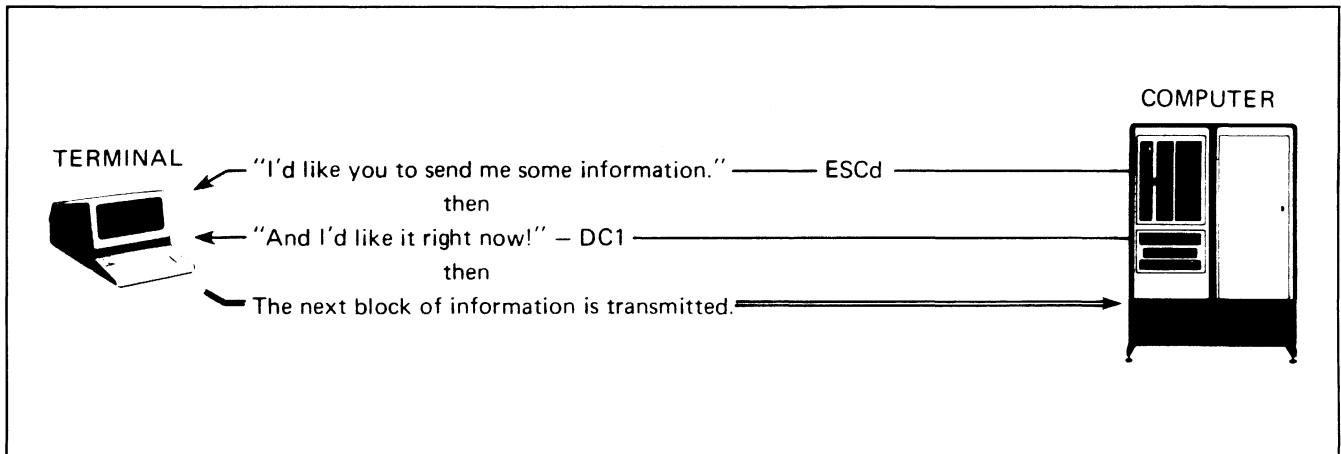 COMPUTER
TERMINAL
"I'd like you to send me some information." ESCd
then
"And I'd like it right now!" – DC1
then
The next block of information is transmitted.